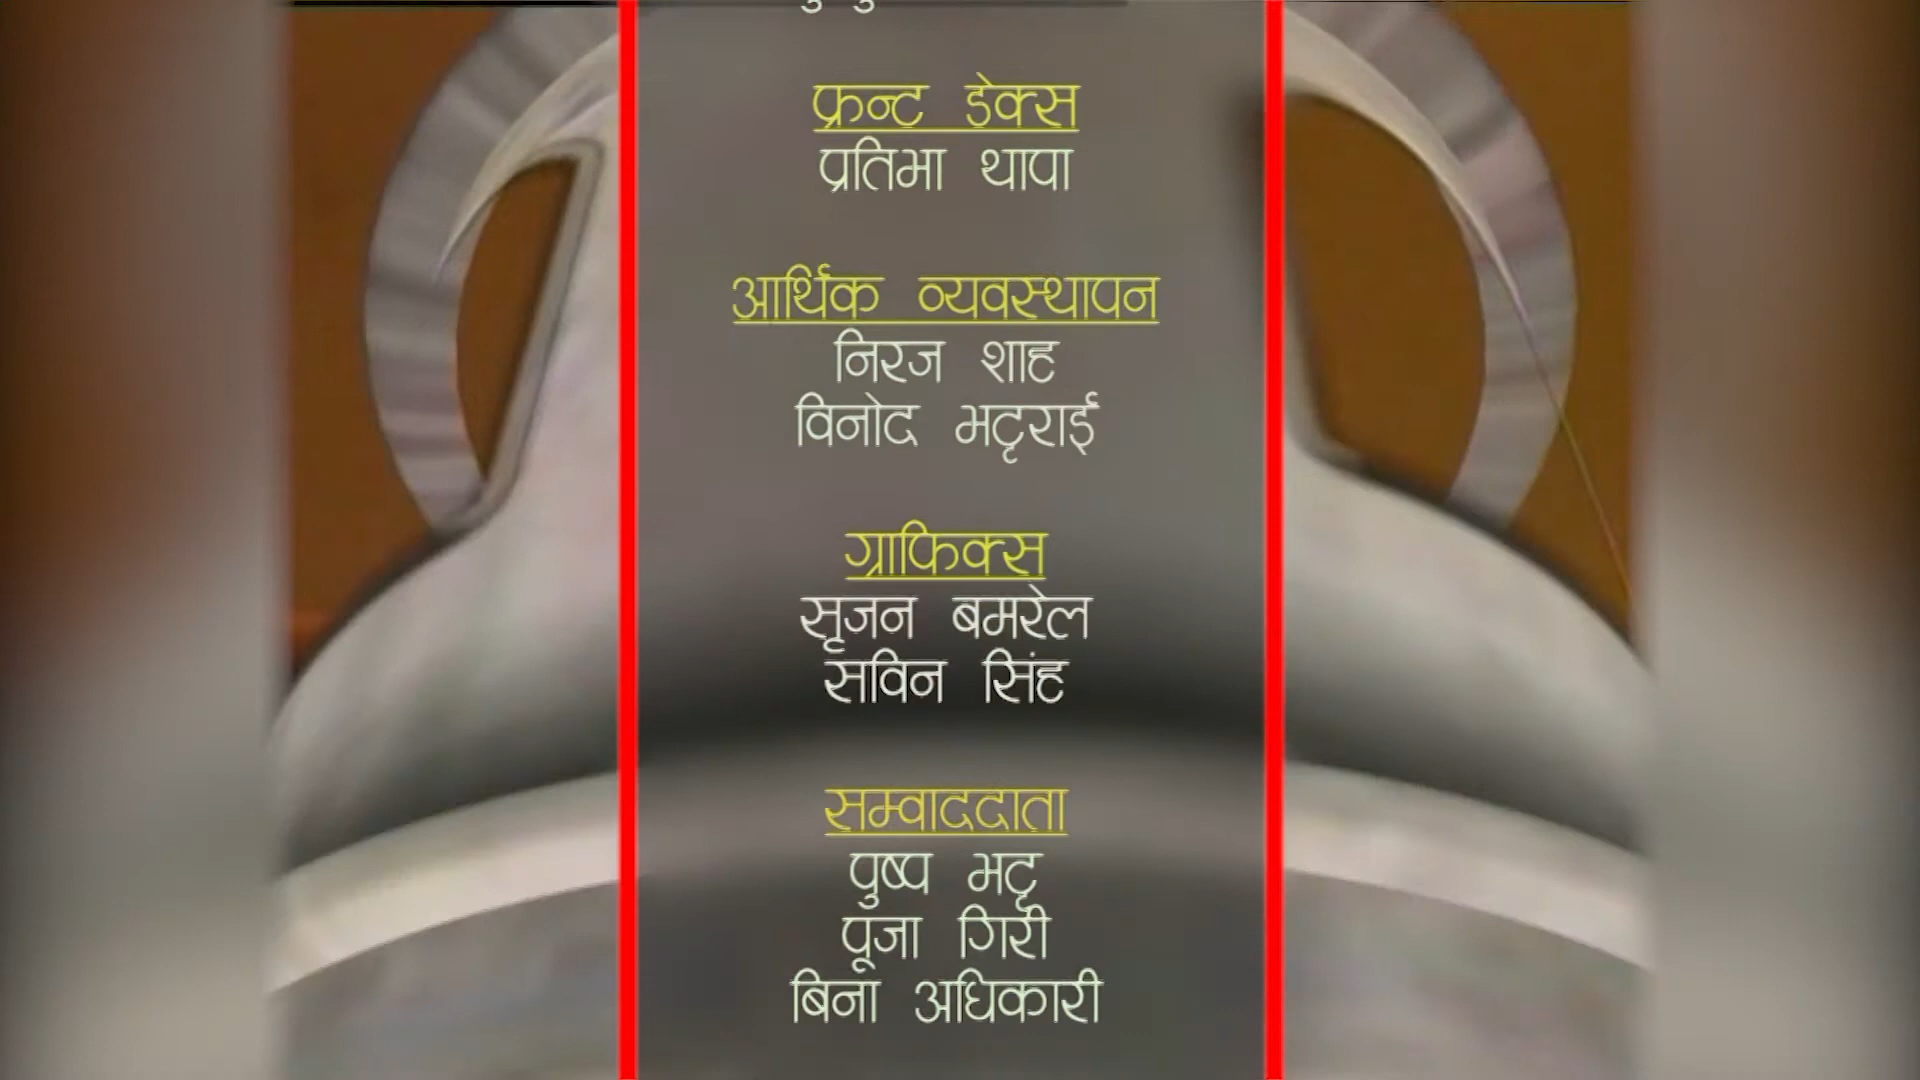 फ्रन्ट डेक्स
प्रतिभा थापा
आर्थिक व्यवस्थापन
निरज शाह
विनोद भट्टराई
ग्राफिक्स
सृजन बमरेल
सविन सिंह
सम्वाददाता
पुष्प भट्ट
पूजा गिरी
बिना अधिकारी